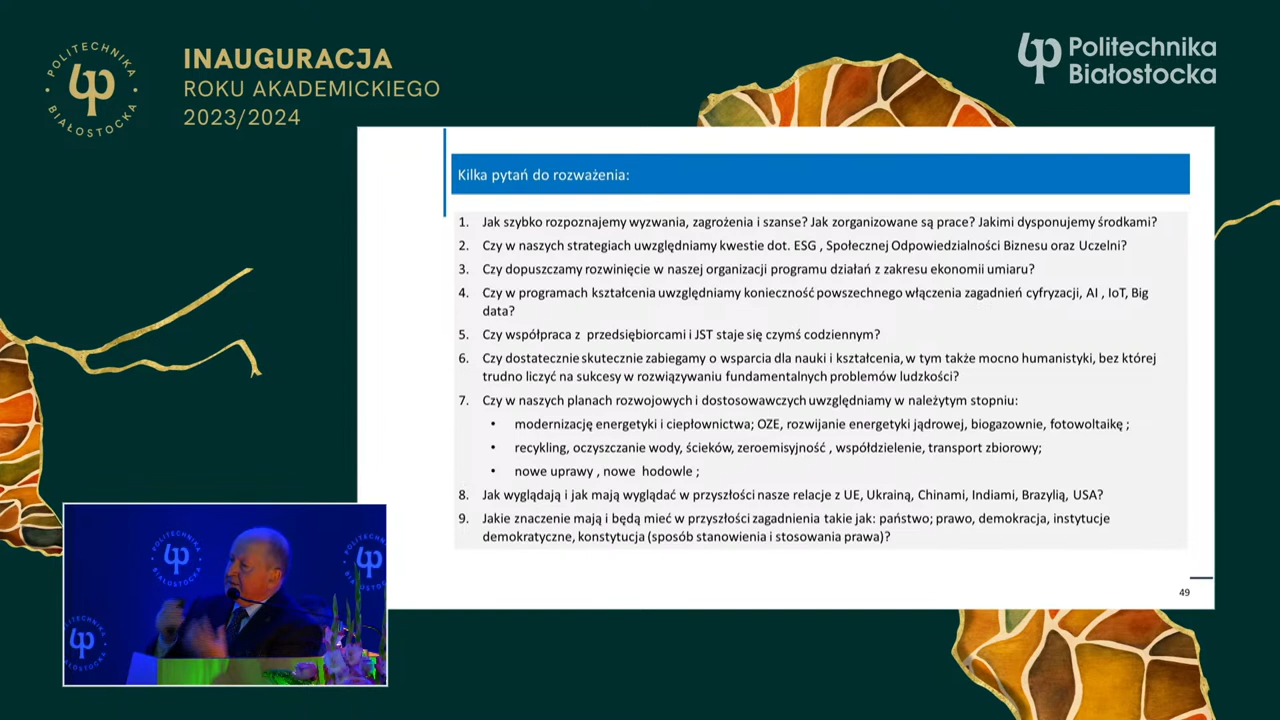 POLITECHNIKA BIAŁOSTOCKA
INAUGURACJA
ROKU AKADEMICKIEGO
2023/2024
Politechnika
Białostocka
Kilka pytań do rozważenia:
1. Jak szybko rozpoznajemy wyzwania, zagrożenia i szanse? Jak zorganizowane są prace? Jakimi dysponujemy środkami?
2. Czy w naszych strategiach uwzględniamy kwestie dot. ESG , Społecznej Odpowiedzialności Biznesu oraz Uczelni?
3. Czy dopuszczamy rozwinięcie w naszej organizacji programu działań z zakresu ekonomii umiaru?
4. Czy w programach kształcenia uwzględniamy konieczność powszechnego włączenia zagadnień cyfryzacji, AI , IoT, Big
data?
5. Czy współpraca z przedsiębiorcami i JST staje się czymś codziennym?
6. Czy dostatecznie skutecznie zabiegamy o wsparcia dla nauki i kształcenia, w tym także mocno humanistyki, bez której
trudno liczyć na sukcesy w rozwiązywaniu fundamentalnych problemów ludzkości?
7. Czy w naszych planach rozwojowych i dostosowawczych uwzględniamy w należytym stopniu:
• modernizację energetyki i ciepłownictwa; OZE, rozwijanie energetyki jądrowej, biogazownie, fotowoltaikę ;
• recykling, oczyszczanie wody, ścieków, zeroemisyjność , współdzielenie, transport zbiorowy;
• nowe uprawy , nowe hodowle ;
8. Jak wyglądają i jak mają wyglądać w przyszłości nasze relacje z UE, Ukrainą, Chinami, Indiami, Brazylią, USA?
9. Jakie znaczenie mają i będą mieć w przyszłości zagadnienia takie jak: państwo; prawo, demokracja, instytucje
demokratyczne, konstytucja (sposób stanowienia i stosowania prawa)?
49
POLITECHNIKA BIAŁOSTOCKA